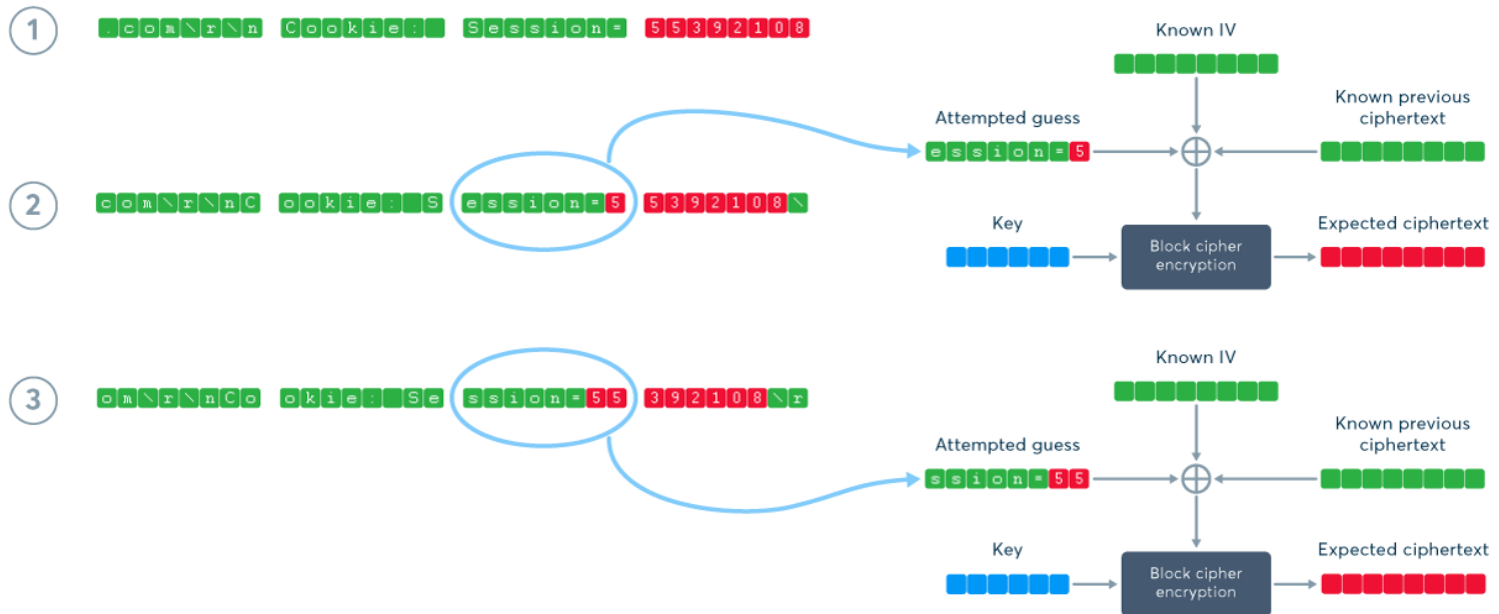 1
.com\r\n Cookie: Session= 55392108
Known IV
Attempted guess
Known previous
ciphertext
ession=5
2
com\r\nC ookie: S ession=5 5392108\
Key
Expected ciphertext
Block cipher
encryption
3
om\r\nCo okie: Se ssion=55 392108\r
Known IV
Attempted guess
Known previous
ciphertext
ssion=55
Key
Expected ciphertext
Block cipher
encryption